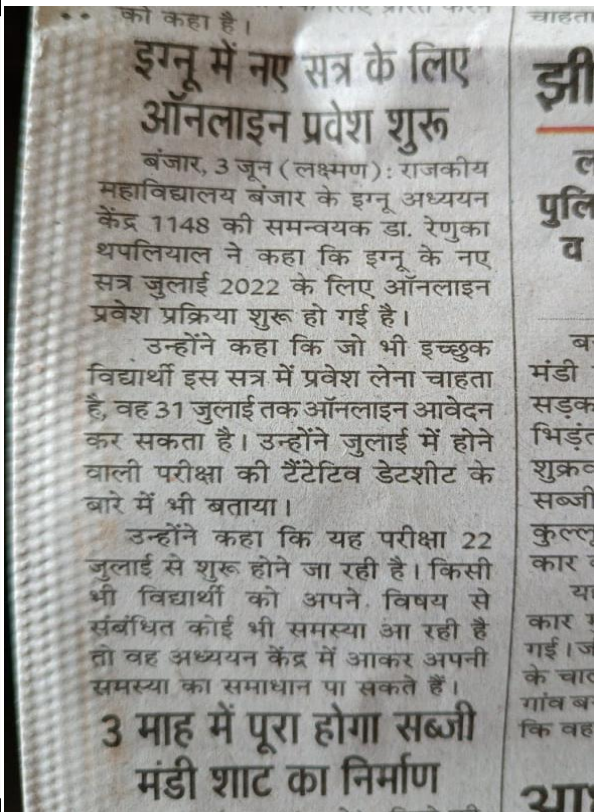 को कहा है।
इग्नू में नए सत्र के लिए
ऑनलाइन प्रवेश शुरू
बंजार, 3 जून (लक्ष्मण): राजकीय
महाविद्यालय बंजार के इग्नू अध्ययन
केंद्र 1148 की समन्वयक डा. रेणुका
थपलियाल ने कहा कि इग्नू के नए
सत्र जुलाई 2022 के लिए ऑनलाइन
प्रवेश प्रक्रिया शुरू हो गई है।
उन्होंने कहा कि जो भी इच्छुक
विद्यार्थी इस सत्र में प्रवेश लेना चाहता
है, वह 31 जुलाई तक ऑनलाइन आवेदन
कर सकता है। उन्होंने जुलाई में होने
वाली परीक्षा की टैंटेटिव डेटशीट के
बारे में भी बताया।
उन्होंने कहा कि यह परीक्षा 22
जुलाई से शुरू होने जा रही है। किसी
भी विद्यार्थी को अपने विषय से
संबंधित कोई भी समस्या आ रही है
तो वह अध्ययन केंद्र में आकर अपनी
समस्या का समाधान पा सकते हैं।
3 माह में पूरा होगा सब्जी
मंडी शाट का निर्माण
चाहता
झी
पुलि
व
मंडी
सड़क
भिड़ंत
सब्जी
कुल्लू
कार
कार
गई। ज
के चा
गांव ब
कि वह